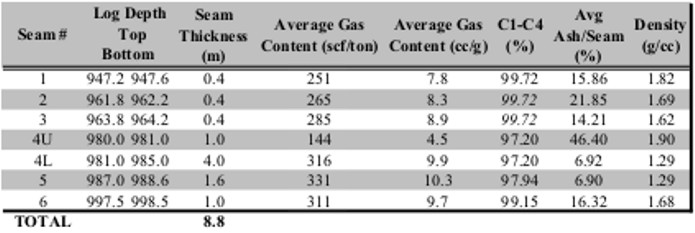 Seam # Log Depth Top Bottom Seam Thickness (m) Average Gas Content (scf/ton) Average Gas Content (cc/g) C1-C4 (%) Avg Ash/Seam (%) Density (g/cc)
1 947.2 947.6 0.4 251 7.8 99.72 15.86 1.82
2 961.8 962.2 0.4 265 8.3 99.72 21.85 1.69
3 963.8 964.2 0.4 285 8.9 99.72 14.21 1.62
4U 980.0 981.0 1.0 144 4.5 97.20 46.40 1.90
4L 981.0 985.0 4.0 316 9.9 97.20 6.92 1.29
5 987.0 988.6 1.6 331 10.3 97.94 6.90 1.29
6 997.5 998.5 1.0 311 9.7 99.15 16.32 1.68
TOTAL 8.8